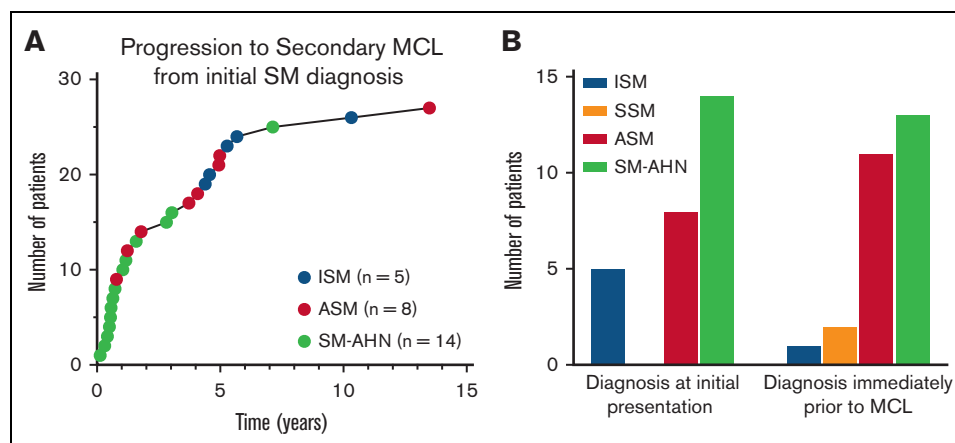 A
Progression to Secondary MCL
from initial SM diagnosis
Number of patients
30
20
10
0
ISM (n = 5)
ASM (n = 8)
SM-AHN (n = 14)
0
5
10
15
Time (years)
B
Number of patients
15
10
5
0
ISM
SSM
ASM
SM-AHN
Diagnosis at initial
presentation
Diagnosis immediately
prior to MCL